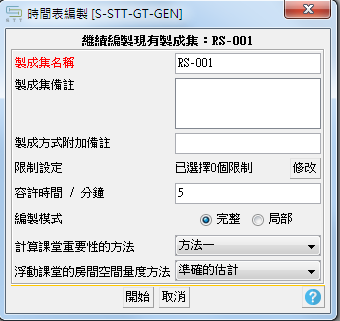 時間表編製 [S-STT-GT-GEN]
繼續編製現有製成集：RS-001
製成集名稱 RS-001
製成集備註
製成方式附加備註
限制設定 已選擇0個限制 修改
容許時間 / 分鐘 5
編製模式 完整 局部
計算課堂重要性的方法 方法一
浮動課堂的房間空間量度方法 準確的估計
開始 取消